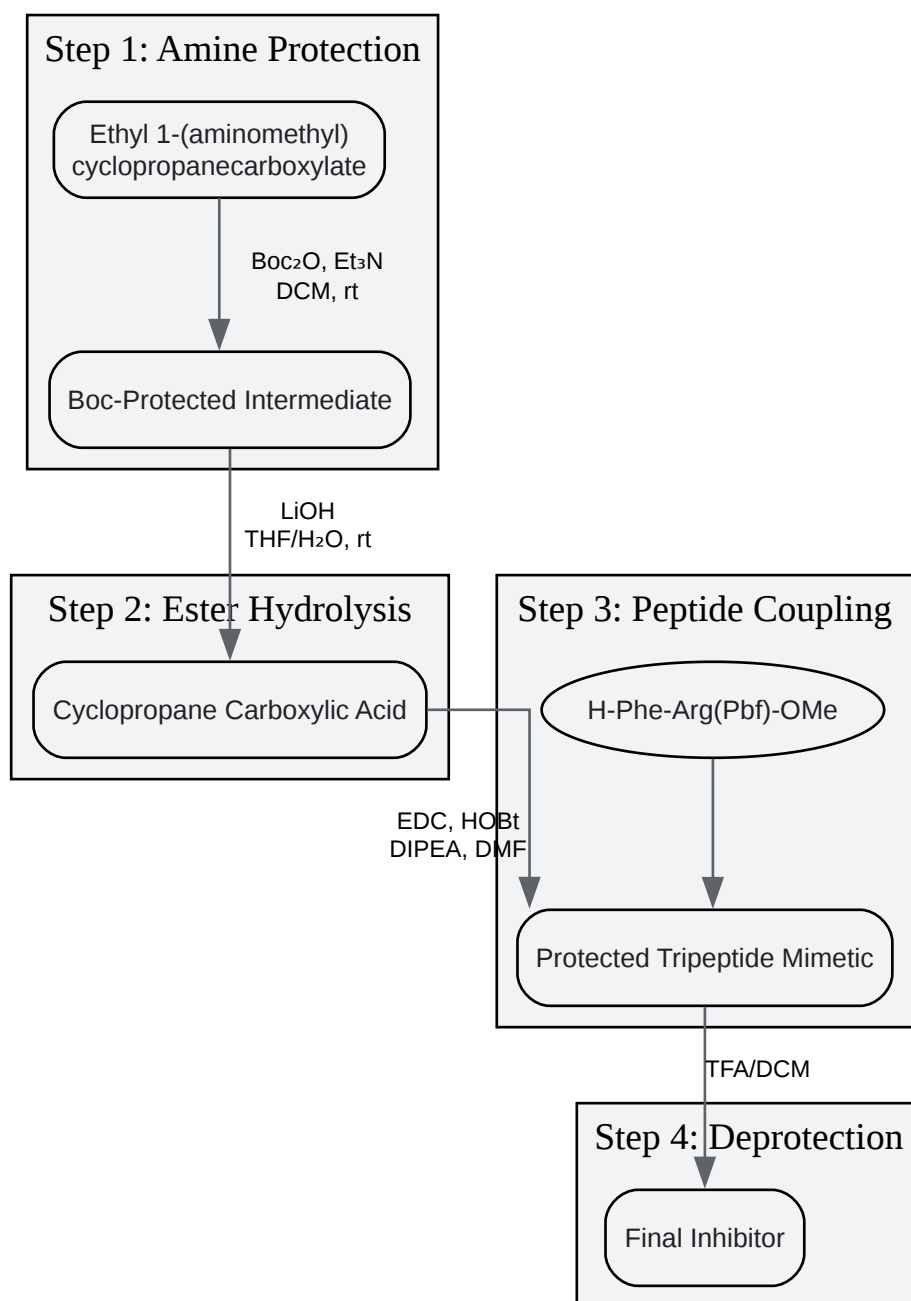 Step 1: Amine Protection
Ethyl 1-(aminomethyl)
cyclopropanecarboxylate
Boc₂O, Et₃N
DCM, rt
Boc-Protected Intermediate
LiOH
THF/H₂O, rt
Step 2: Ester Hydrolysis
Cyclopropane Carboxylic Acid
Step 3: Peptide Coupling
H-Phe-Arg(Pbf)-OMe
EDC, HOBt
DIPEA, DMF
Protected Tripeptide Mimetic
TFA/DCM
Step 4: Deprotection
Final Inhibitor